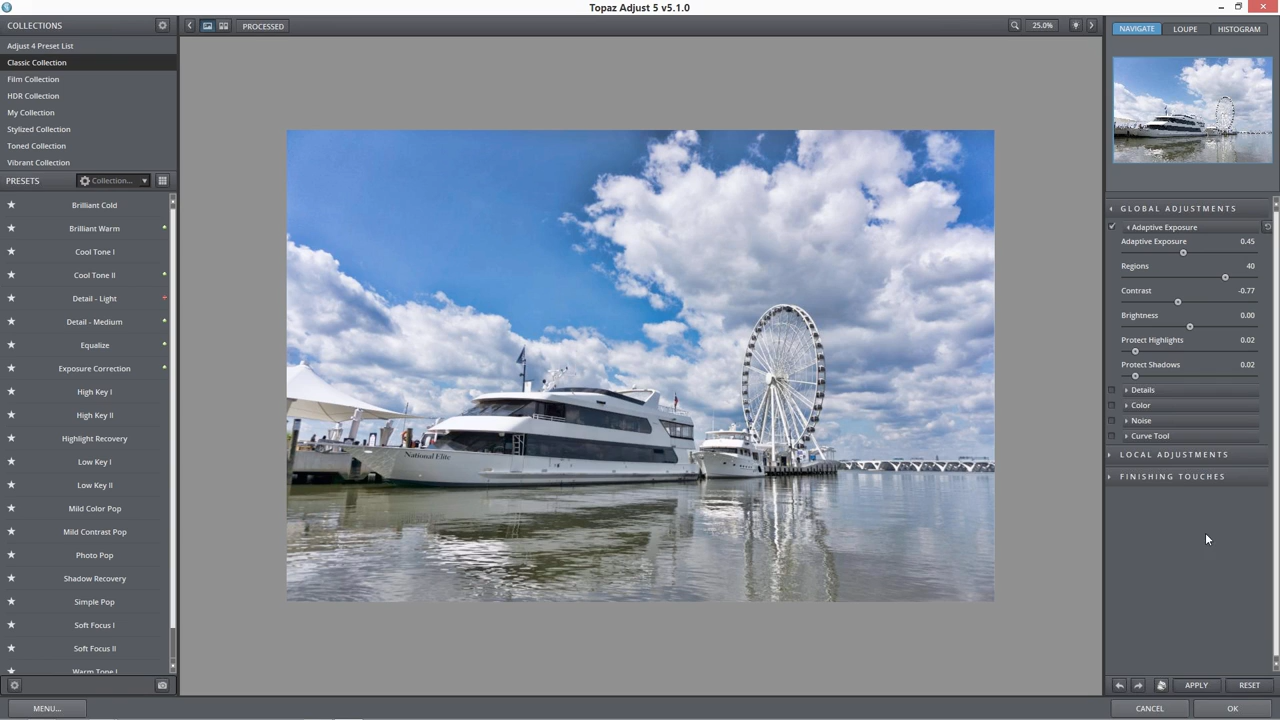 Topaz Adjust 5 v5.1.0
COLLECTIONS
Adjust 4 Preset List
Classic Collection
Film Collection
HDR Collection
My Collection
Stylized Collection
Toned Collection
Vibrant Collection
PRESETS
Collection...
Brilliant Cold
Brilliant Warm
Cool Tone I
Cool Tone II
Detail - Light
Detail - Medium
Equalize
Exposure Correction
High Key I
High Key II
Highlight Recovery
Low Key I
Low Key II
Mild Color Pop
Mild Contrast Pop
Photo Pop
Shadow Recovery
Simple Pop
Soft Focus I
Soft Focus II
Warm Tone I
MENU...
PROCESSED
25.0%
National Elite
NAVIGATE LOUPE HISTOGRAM
GLOBAL ADJUSTMENTS
Adaptive Exposure
Adaptive Exposure 0.45
Regions 40
Contrast -0.77
Brightness 0.00
Protect Highlights 0.02
Protect Shadows 0.02
Details
Color
Noise
Curve Tool
LOCAL ADJUSTMENTS
FINISHING TOUCHES
APPLY RESET
CANCEL OK